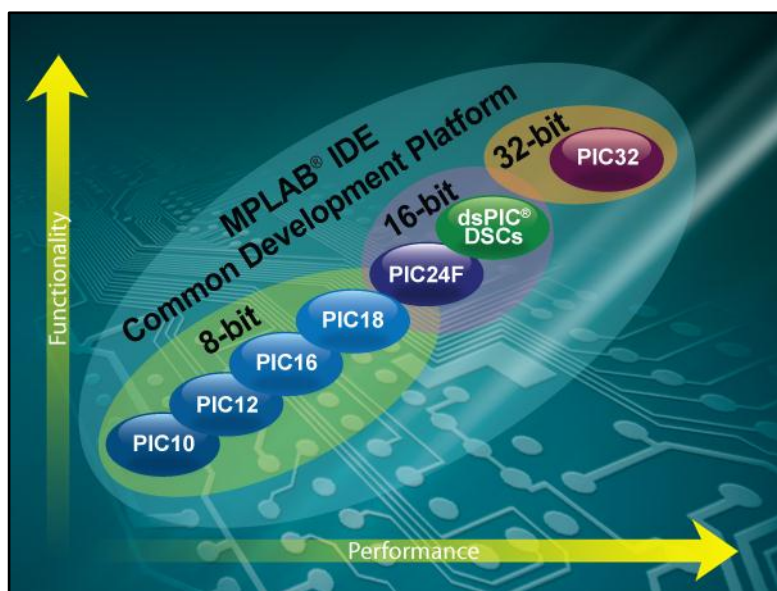 MPLAB® IDE
Common Development Platform
32-bit
PIC32
16-bit
dsPIC®
DSCs
PIC24F
8-bit
PIC18
PIC16
PIC12
PIC10
Functionality
Performance